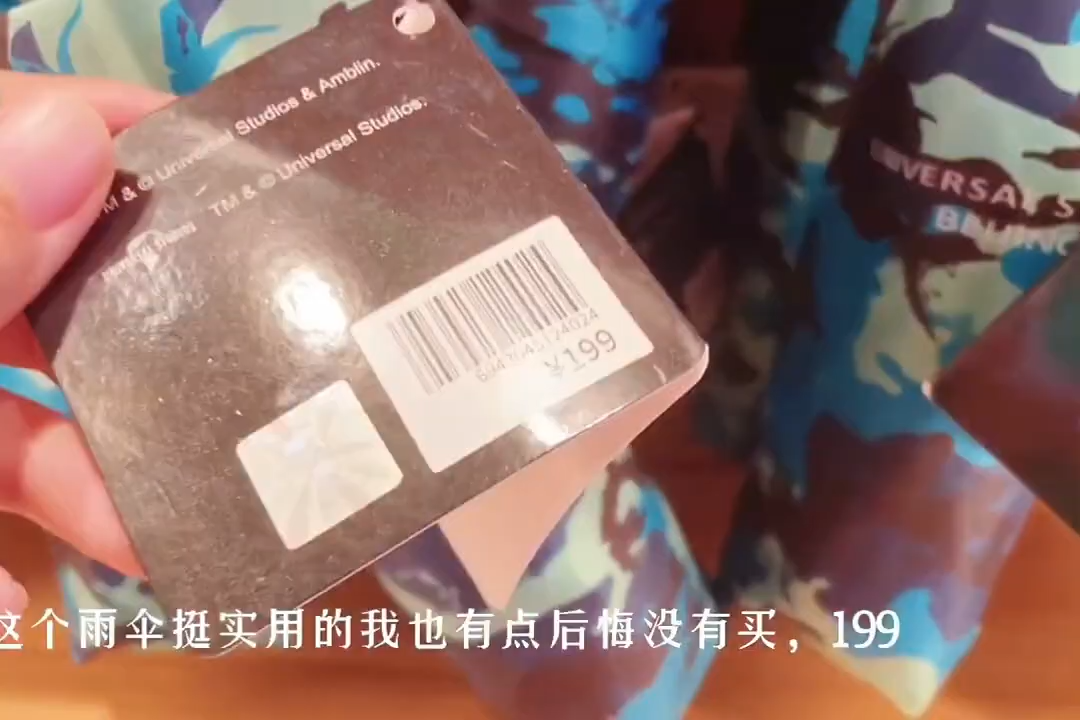 TM & © Universal Studios & Amblin.
TM & © Universal Studios.
¥199
UNIVERSAL S
BEIJING
这个雨伞挺实用的我也有点后悔没有买，199